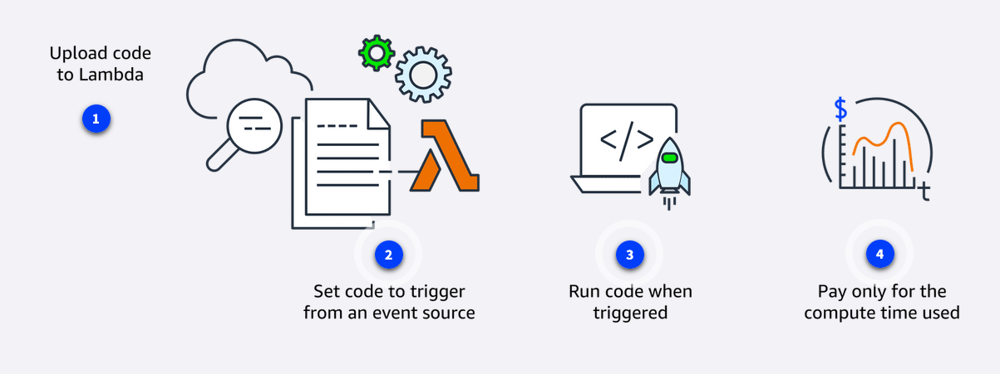 Upload code
to Lambda
1
2
Set code to trigger
from an event source
</>
3
Run code when
triggered
$
t
4
Pay only for the
compute time used